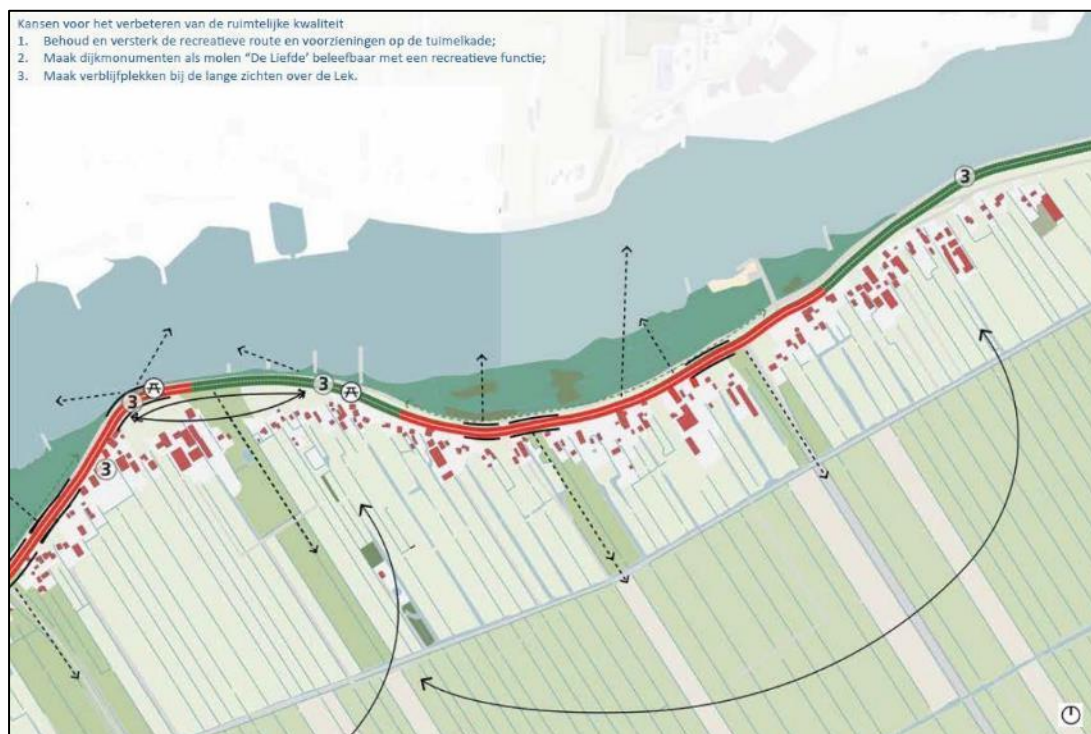 Kansen voor het verbeteren van de ruimtelijke kwaliteit
1. Behoud en versterk de recreatieve route en voorzieningen op de tuimelkade;
2. Maak dijkmonumenten als molen “De Liefde’ beleefbaar met een recreatieve functie;
3. Maak verblijfplekken bij de lange zichten over de Lek.
3
3
3
3